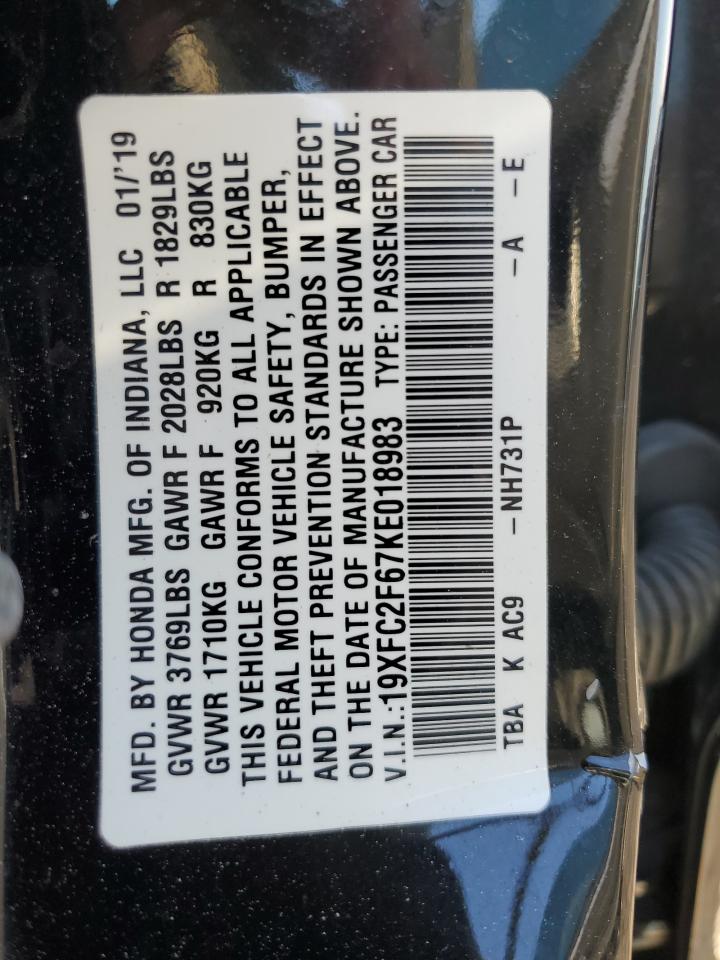 MFD. BY HONDA MFG. OF INDIANA, LLC 01/'19
GVWR 3769LBS GAWR F 2028LBS R 1829LBS
GVWR 1710KG GAWR F 920KG R 830KG
THIS VEHICLE CONFORMS TO ALL APPLICABLE
FEDERAL MOTOR VEHICLE SAFETY, BUMPER,
AND THEFT PREVENTION STANDARDS IN EFFECT
ON THE DATE OF MANUFACTURE SHOWN ABOVE.
V.I.N.:19XFC2F67KE018983 TYPE: PASSENGER CAR
TBA K AC9 -NH731P -A -E